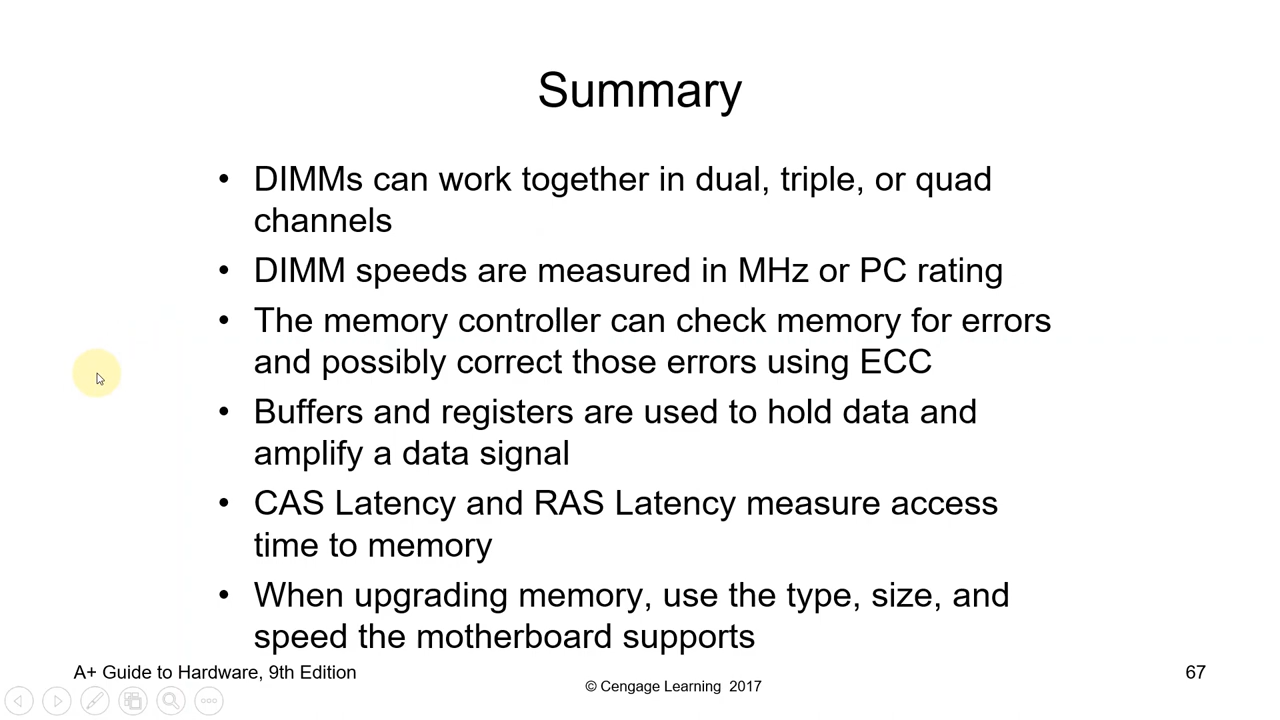 Summary
• DIMMs can work together in dual, triple, or quad
channels
• DIMM speeds are measured in MHz or PC rating
• The memory controller can check memory for errors
and possibly correct those errors using ECC
• Buffers and registers are used to hold data and
amplify a data signal
• CAS Latency and RAS Latency measure access
time to memory
• When upgrading memory, use the type, size, and
speed the motherboard supports
A+ Guide to Hardware, 9th Edition
© Cengage Learning 2017
67